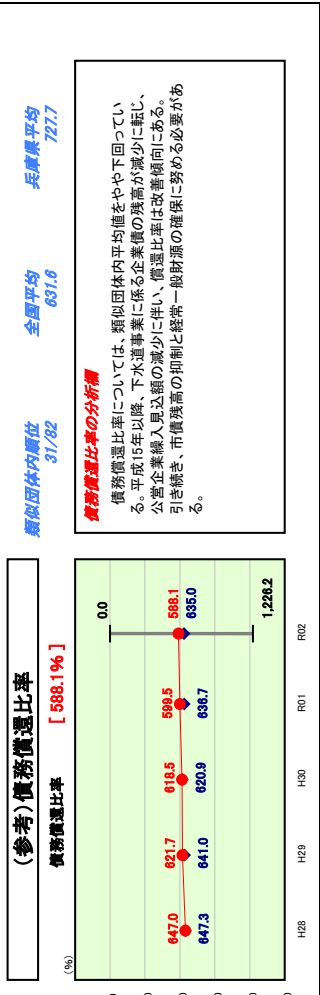 (参考)債務償還比率
債務償還比率 [ 588.1% ]
(%)
647.0 621.7 618.5 599.5 588.1
647.3 641.0 620.9 636.7 635.0
0.0
1,226.2
H28 H29 H30 R01 R02
類似団体内順位 全国平均 兵庫県平均
31/82 631.6 727.7
債務償還比率の分析欄
債務償還比率については、類似団体内平均値をやや下回ってい
る。平成15年以降、下水道事業に係る企業債の残高が減少に転じ、
公営企業繰入見込額の減少に伴い、償還比率は改善傾向にある。
引き続き、市債残高の抑制と経常一般財源の確保に努める必要があ
る。